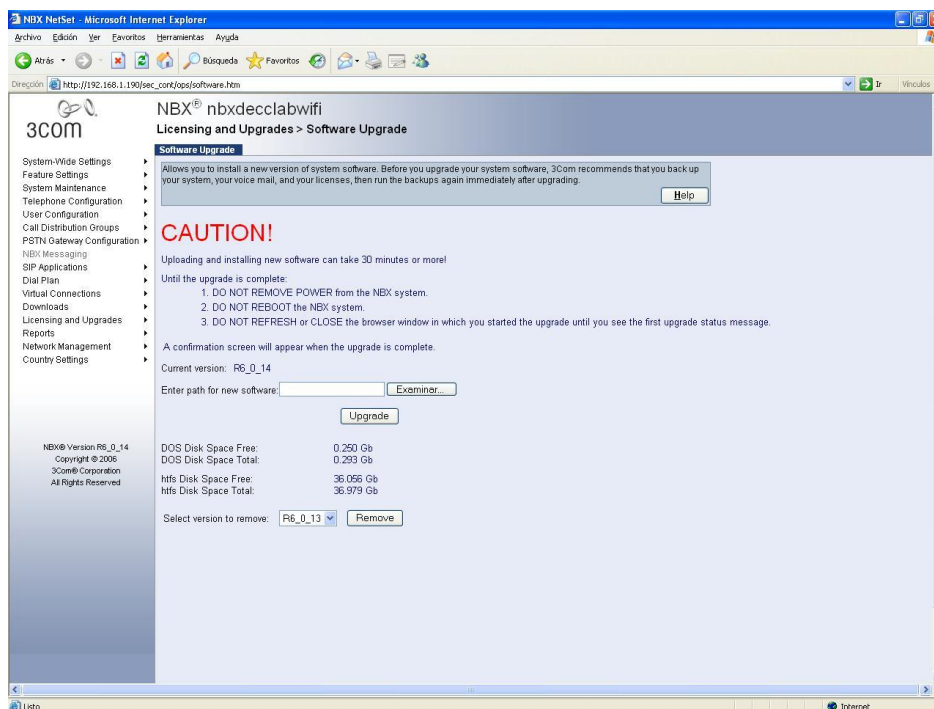 NBX NetSet - Microsoft Internet Explorer
Archivo Edición Ver Favoritos Herramientas Ayuda
Atrás Búsqueda Favoritos
Dirección http://192.168.1.190/sec_cont/ops/software.htm Ir Vínculos
3COM
NBX® nbxdecclabwifi
Licensing and Upgrades > Software Upgrade
Software Upgrade
Allows you to install a new version of system software. Before you upgrade your system software, 3Com recommends that you back up
your system, your voice mail, and your licenses, then run the backups again immediately after upgrading.
Help
System-Wide Settings
Feature Settings
System Maintenance
Telephone Configuration
User Configuration
Call Distribution Groups
PSTN Gateway Configuration
NBX Messaging
SIP Applications
Dial Plan
Virtual Connections
Downloads
Licensing and Upgrades
Reports
Network Management
Country Settings
NBX® Version R6_0_14
Copyright © 2006
3Com® Corporation
All Rights Reserved
CAUTION!
Uploading and installing new software can take 30 minutes or more!
Until the upgrade is complete:
1. DO NOT REMOVE POWER from the NBX system.
2. DO NOT REBOOT the NBX system.
3. DO NOT REFRESH or CLOSE the browser window in which you started the upgrade until you see the first upgrade status message.
A confirmation screen will appear when the upgrade is complete.
Current version: R6_0_14
Enter path for new software: Examinar...
Upgrade
DOS Disk Space Free: 0.250 Gb
DOS Disk Space Total: 0.293 Gb
htfs Disk Space Free: 36.056 Gb
htfs Disk Space Total: 36.979 Gb
Select version to remove: R6_0_13 Remove
Listo Internet